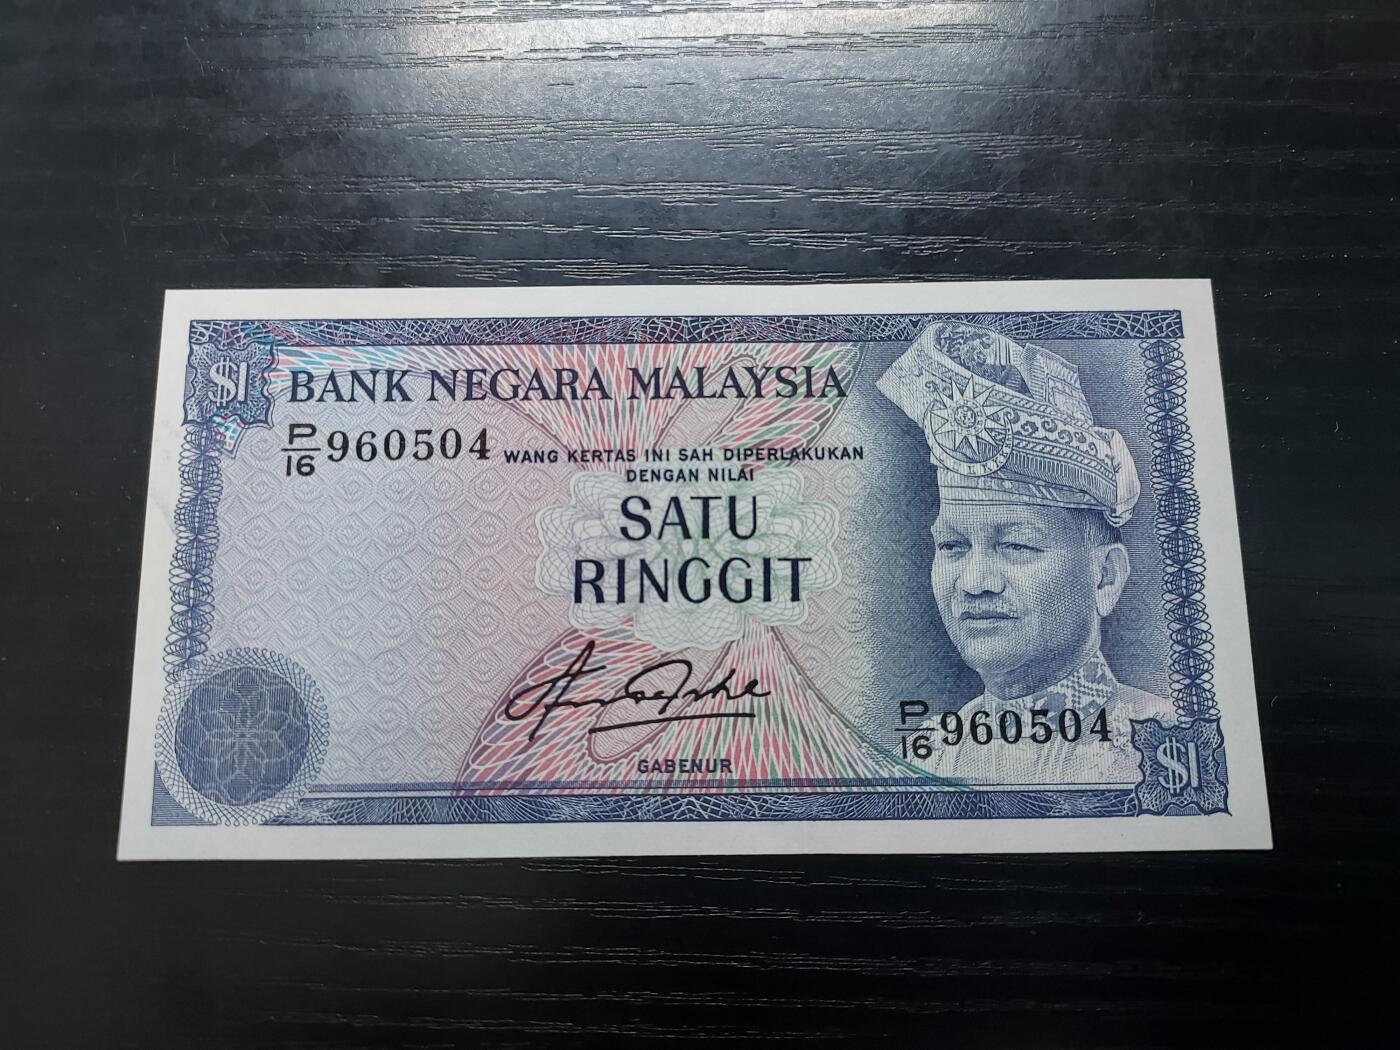 $1
BANK NEGARA MALAYSIA
P/16 960504
WANG KERTAS INI SAH DIPERLAKUKAN
DENGAN NILAI
SATU
RINGGIT
GABENUR
P/16 960504
$1